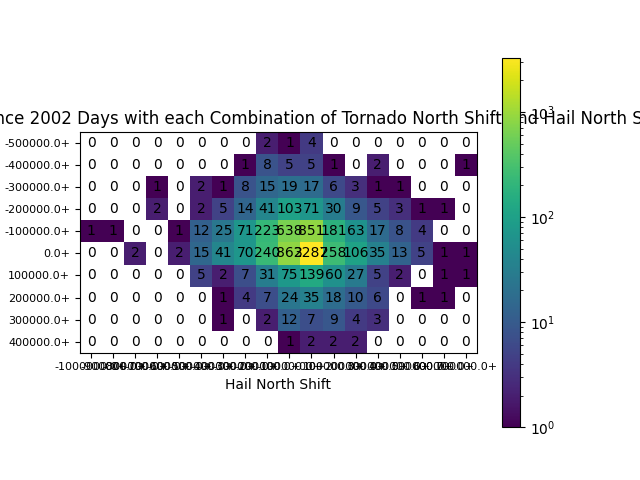 nce 2002 Days with each Combination of Tornado North Shift and Hail North S
-500000.0+ 0 0 0 0 0 0 0 0 2 1 4 0 0 0 0 0 0 0
-400000.0+ 0 0 0 0 0 0 0 1 8 5 5 1 0 2 0 0 0 1
-300000.0+ 0 0 0 1 0 2 1 8 15 19 17 6 3 1 1 0 0 0
-200000.0+ 0 0 0 2 0 2 5 14 41 103 71 30 9 5 3 1 1 0
-100000.0+ 1 1 0 0 1 12 25 71 223 638 851 181 63 17 8 4 0 0
0.0+ 0 0 2 0 2 15 41 70 240 258 106 35 13 5 1 1
100000.0+ 0 0 0 0 0 5 2 7 31 75 139 60 27 5 2 0 1 1
200000.0+ 0 0 0 0 0 0 1 4 7 24 35 18 10 6 0 1 1 0
300000.0+ 0 0 0 0 0 0 1 0 2 12 7 9 4 3 0 0 0 0
400000.0+ 0 0 0 0 0 0 0 0 0 1 2 2 2 0 0 0 0 0
Hail North Shift
10³
10²
10¹
10⁰